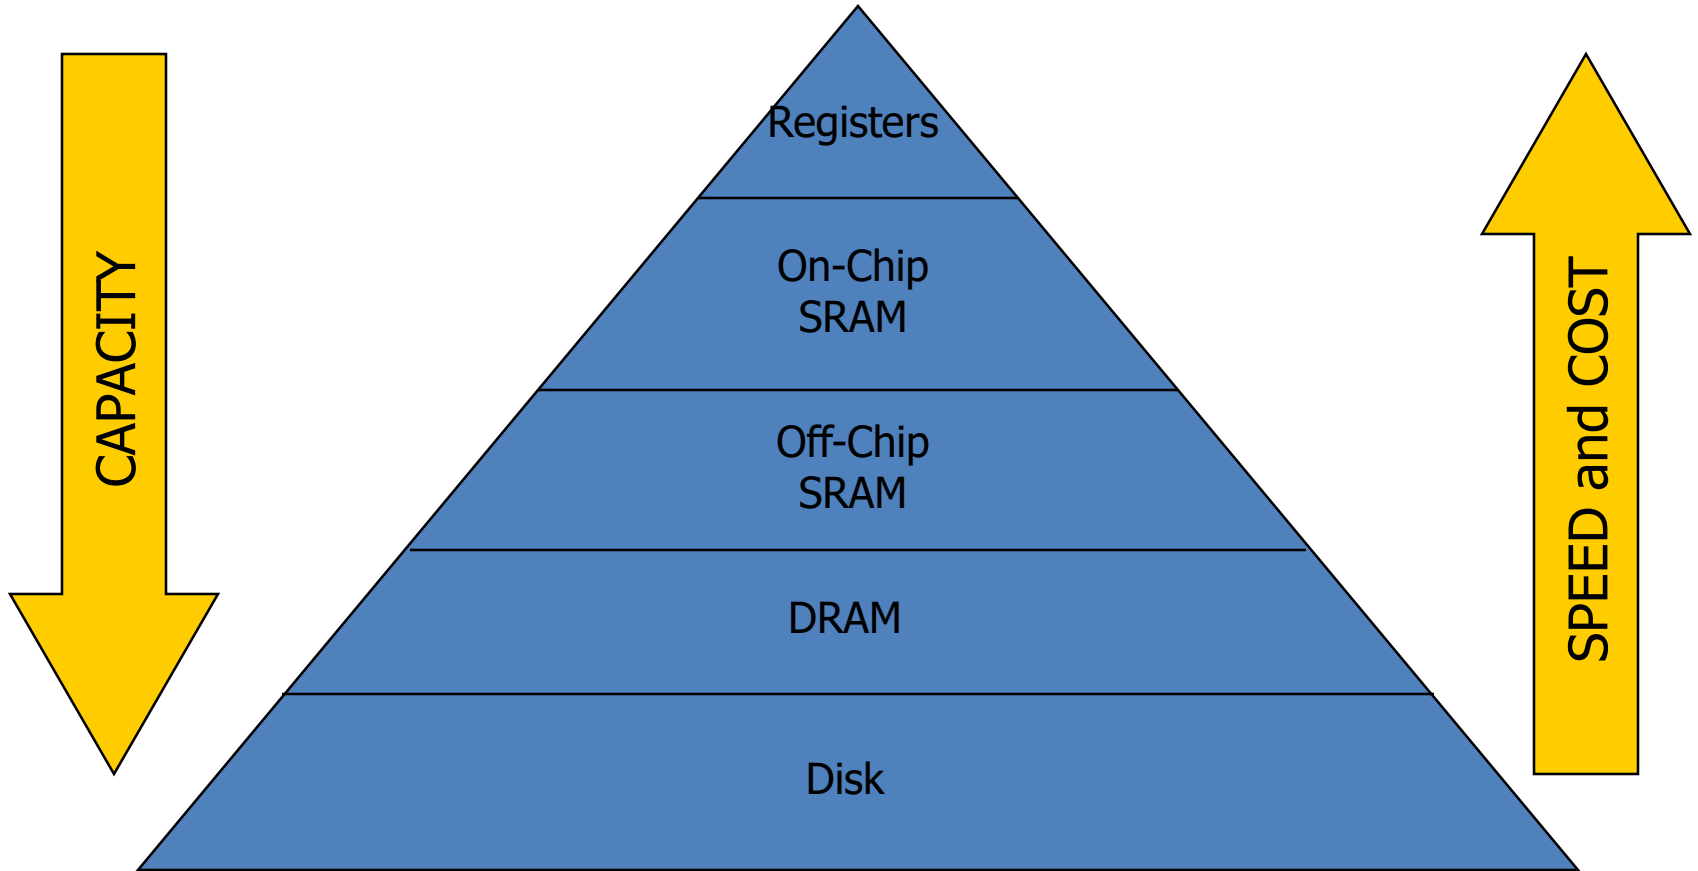 Registers
On-Chip
SRAM
Off-Chip
SRAM
DRAM
Disk
CAPACITY
SPEED and COST